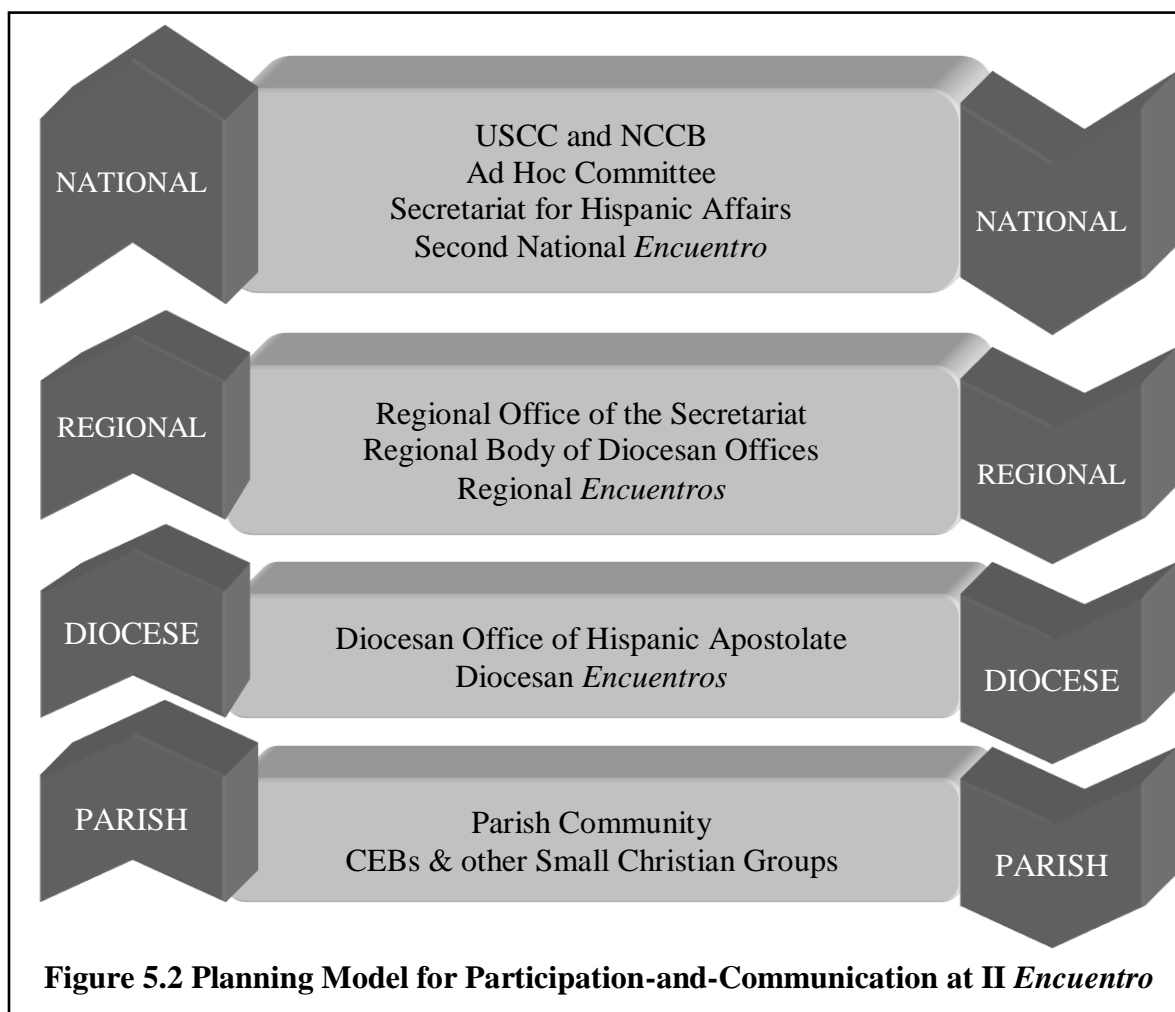 NATIONAL
USCC and NCCB
Ad Hoc Committee
Secretariat for Hispanic Affairs
Second National Encuentro
NATIONAL
REGIONAL
Regional Office of the Secretariat
Regional Body of Diocesan Offices
Regional Encuentros
REGIONAL
DIOCESE
Diocesan Office of Hispanic Apostolate
Diocesan Encuentros
DIOCESE
PARISH
Parish Community
CEBs & other Small Christian Groups
PARISH
Figure 5.2 Planning Model for Participation-and-Communication at II Encuentro